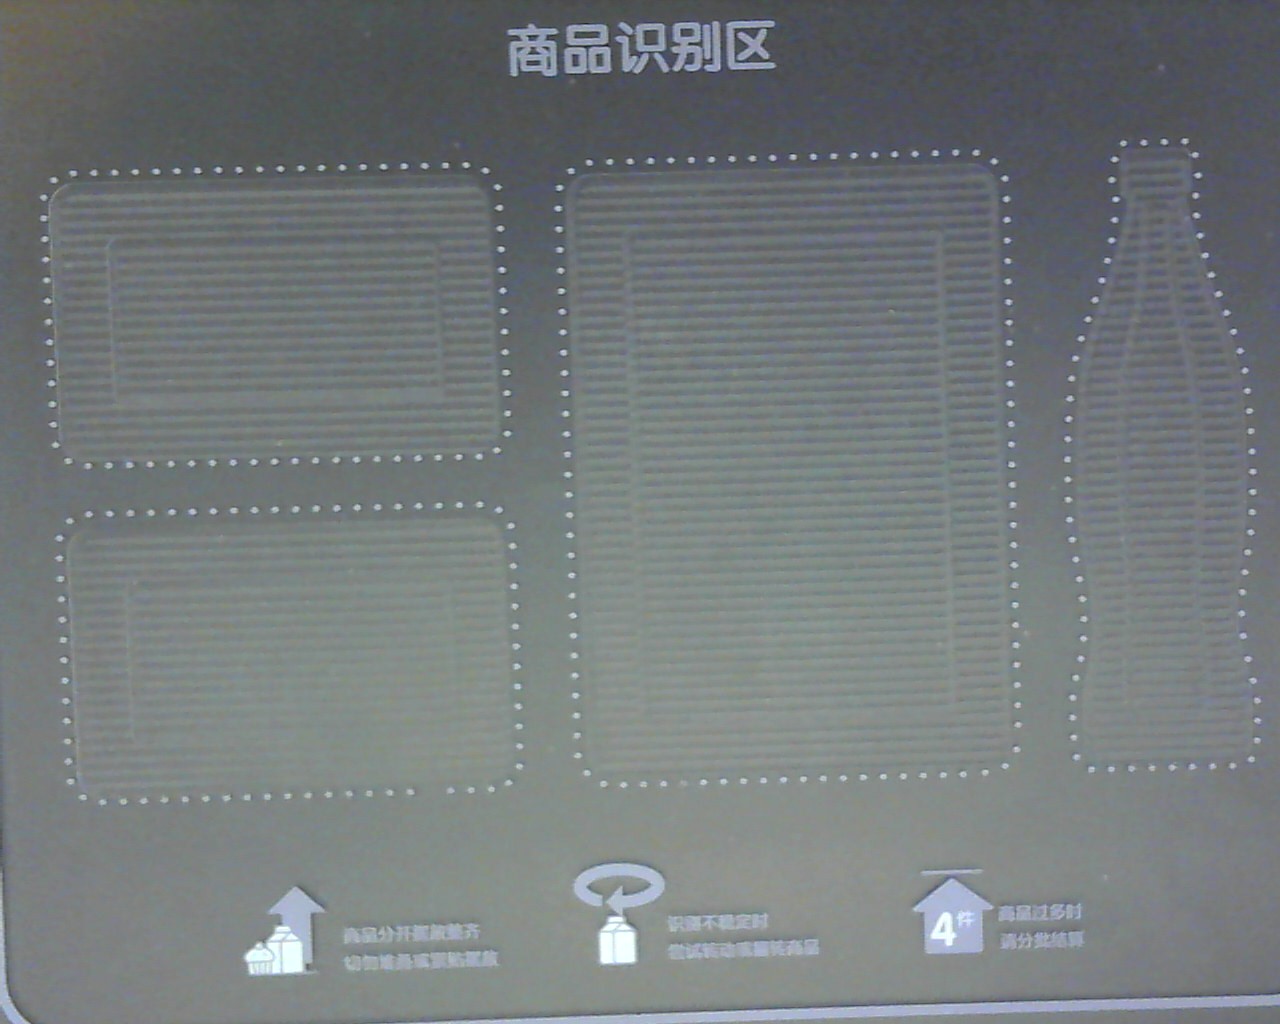 商品识别区
商品分开摆放整齐
切勿堆叠或紧贴摆放
识别不稳定时
尝试转动或翻转商品
4件
商品过多时
请分批结算